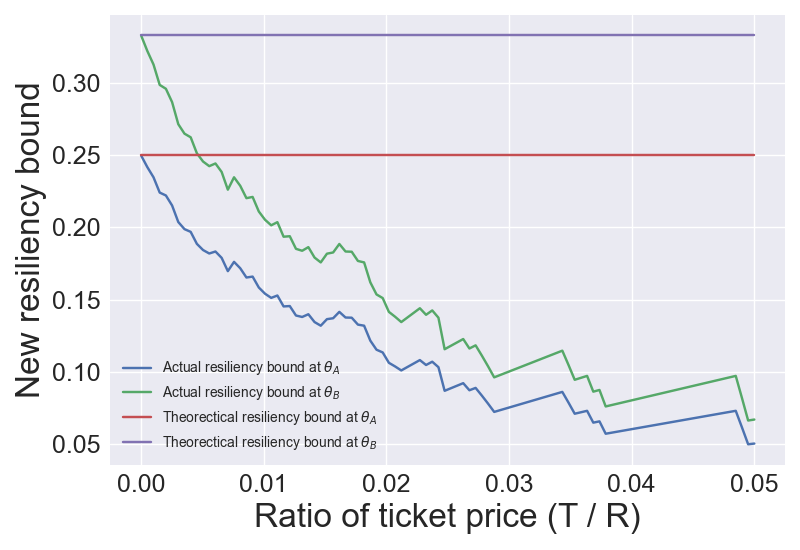 New resiliency bound
0.30
0.25
0.20
0.15
0.10
0.05
Actual resiliency bound at θ_A
Actual resiliency bound at θ_B
Theorectical resiliency bound at θ_A
Theorectical resiliency bound at θ_B
0.00 0.01 0.02 0.03 0.04 0.05
Ratio of ticket price (T / R)